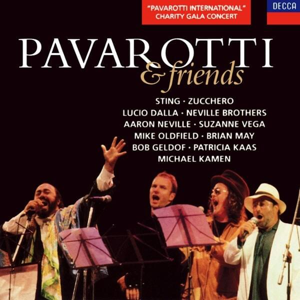 "PAVAROTTI INTERNATIONAL"
CHARITY GALA CONCERT
DECCA
PAVAROTTI
& friends
STING · ZUCCHERO
LUCIO DALLA · NEVILLE BROTHERS
AARON NEVILLE · SUZANNE VEGA
MIKE OLDFIELD · BRIAN MAY
BOB GELDOF · PATRICIA KAAS
MICHAEL KAMEN